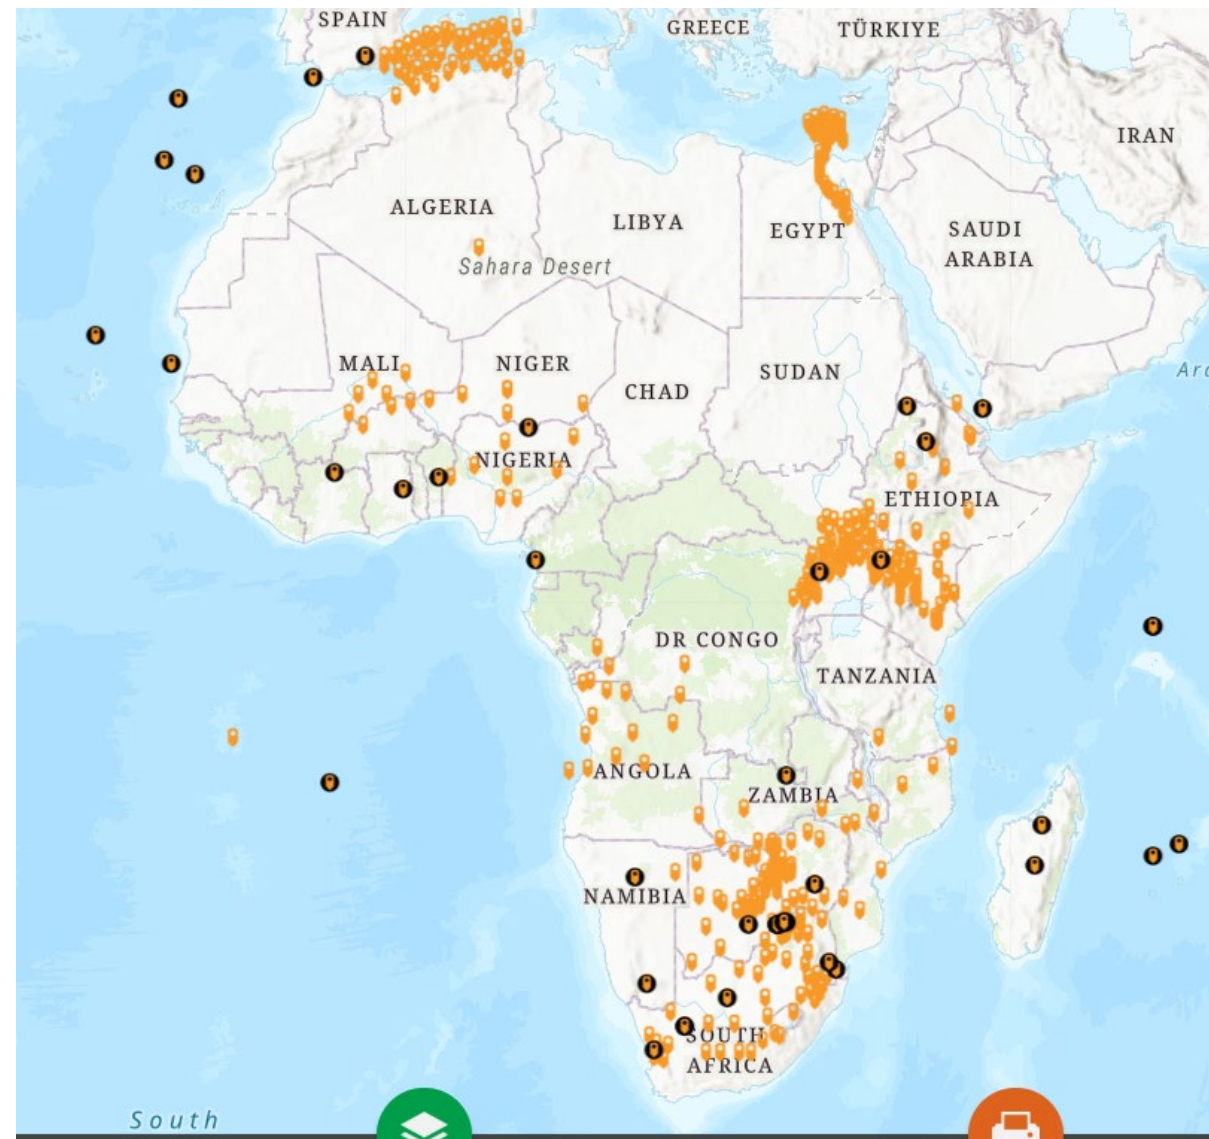 SPAIN
GREECE
TÜRKIYE
IRAN
ALGERIA
LIBYA
EGYPT
SAUDI
ARABIA
Sahara Desert
MALI
NIGER
CHAD
SUDAN
Ara
NIGERIA
ETHIOPIA
DR CONGO
TANZANIA
ANGOLA
ZAMBIA
NAMIBIA
SOUTH
AFRICA
South